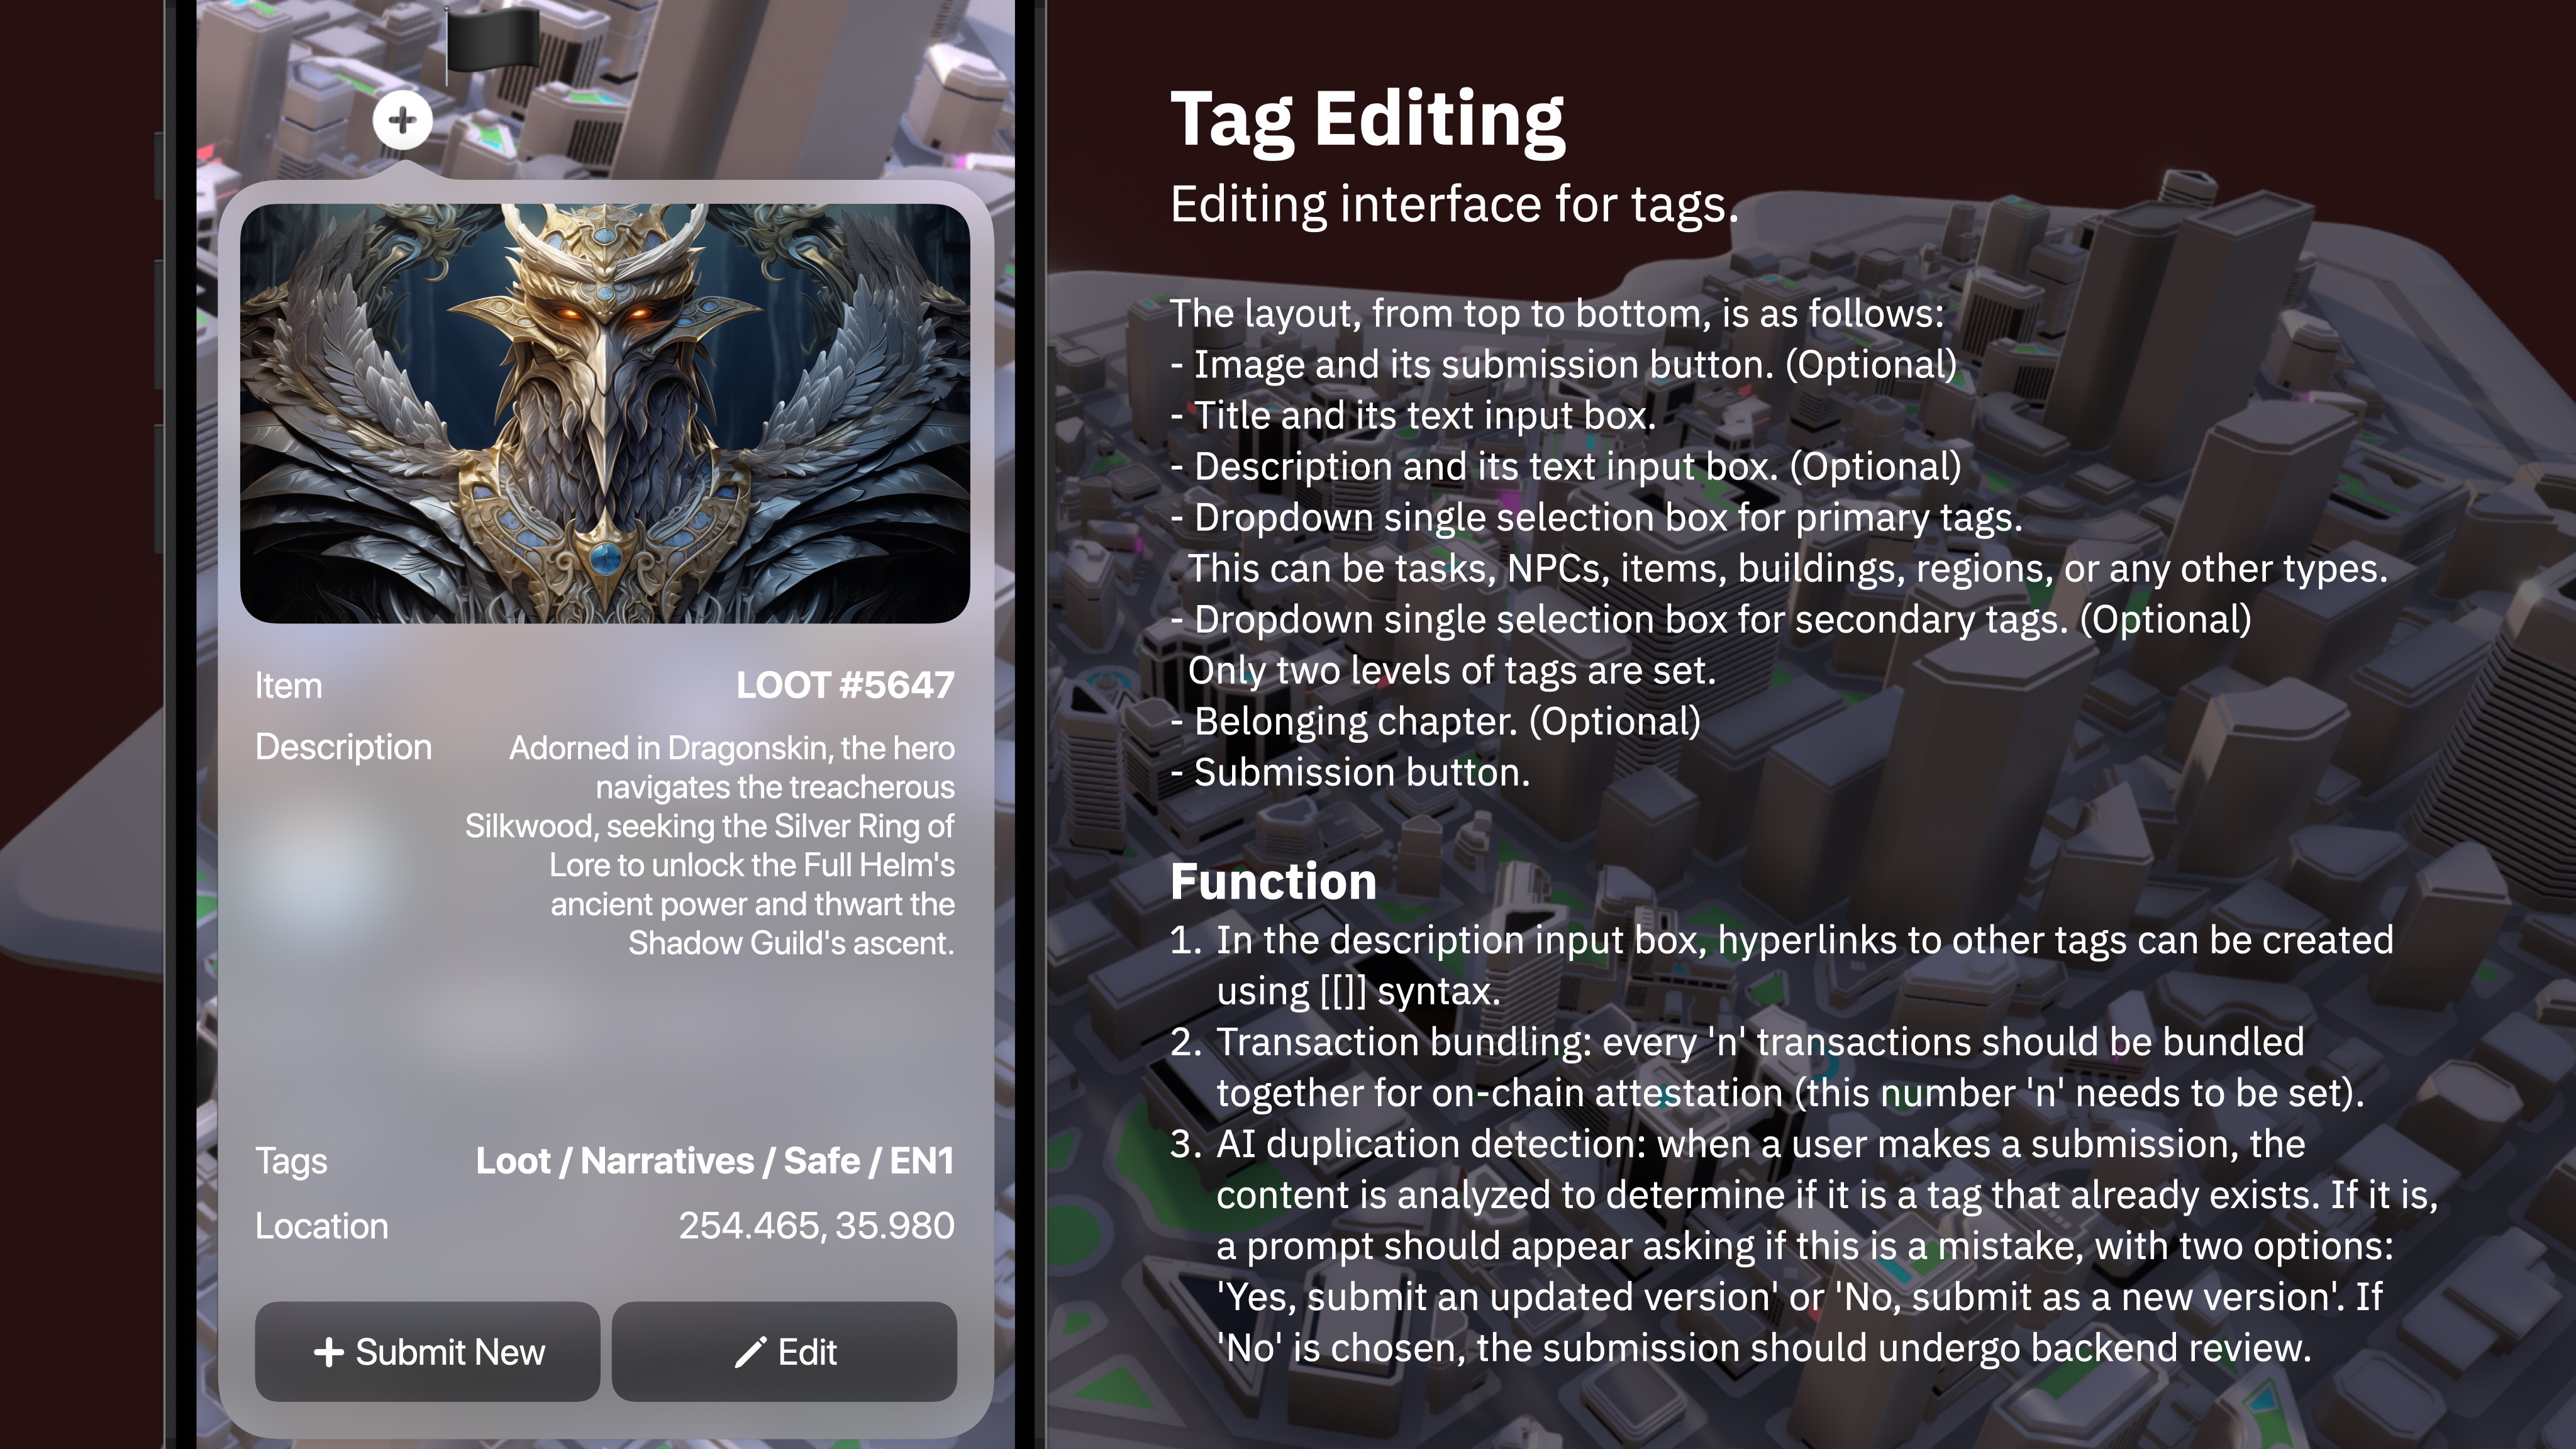 Item
LOOT #5647
Description
Adorned in Dragonskin, the hero
navigates the treacherous
Silkwood, seeking the Silver Ring of
Lore to unlock the Full Helm's
ancient power and thwart the
Shadow Guild's ascent.
Tags
Loot / Narratives / Safe / EN1
Location
254.465, 35.980
+ Submit New
Edit
Tag Editing
Editing interface for tags.
The layout, from top to bottom, is as follows:
- Image and its submission button. (Optional)
- Title and its text input box.
- Description and its text input box. (Optional)
- Dropdown single selection box for primary tags.
This can be tasks, NPCs, items, buildings, regions, or any other types.
- Dropdown single selection box for secondary tags. (Optional)
Only two levels of tags are set.
- Belonging chapter. (Optional)
- Submission button.
Function
1. In the description input box, hyperlinks to other tags can be created
using [[]] syntax.
2. Transaction bundling: every 'n' transactions should be bundled
together for on-chain attestation (this number 'n' needs to be set).
3. AI duplication detection: when a user makes a submission, the
content is analyzed to determine if it is a tag that already exists. If it is,
a prompt should appear asking if this is a mistake, with two options:
'Yes, submit an updated version' or 'No, submit as a new version'. If
'No' is chosen, the submission should undergo backend review.